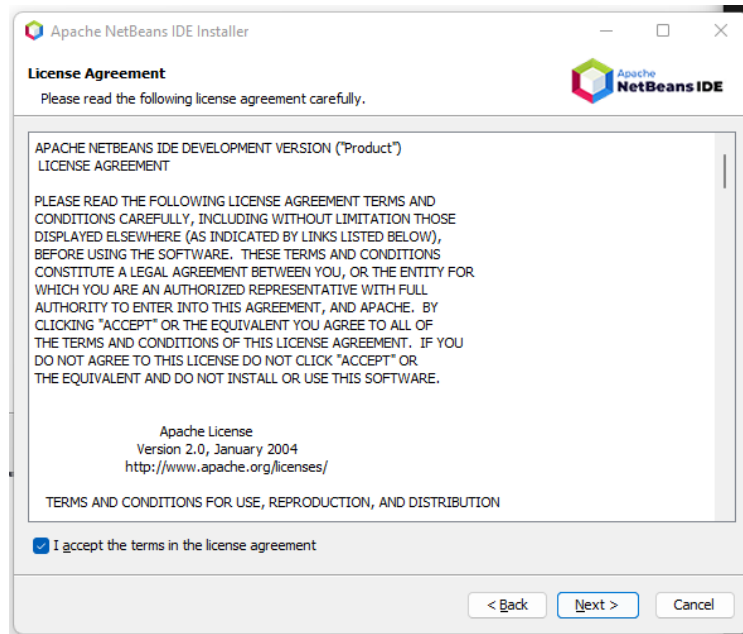 Apache NetBeans IDE Installer
License Agreement
Please read the following license agreement carefully.
Apache
NetBeans IDE
APACHE NETBEANS IDE DEVELOPMENT VERSION ("Product")
LICENSE AGREEMENT
PLEASE READ THE FOLLOWING LICENSE AGREEMENT TERMS AND
CONDITIONS CAREFULLY, INCLUDING WITHOUT LIMITATION THOSE
DISPLAYED ELSEWHERE (AS INDICATED BY LINKS LISTED BELOW),
BEFORE USING THE SOFTWARE.  THESE TERMS AND CONDITIONS
CONSTITUTE A LEGAL AGREEMENT BETWEEN YOU, OR THE ENTITY FOR
WHICH YOU ARE AN AUTHORIZED REPRESENTATIVE WITH FULL
AUTHORITY TO ENTER INTO THIS AGREEMENT, AND APACHE.  BY
CLICKING "ACCEPT" OR THE EQUIVALENT YOU AGREE TO ALL OF
THE TERMS AND CONDITIONS OF THIS LICENSE AGREEMENT.  IF YOU
DO NOT AGREE TO THIS LICENSE DO NOT CLICK "ACCEPT" OR
THE EQUIVALENT AND DO NOT INSTALL OR USE THIS SOFTWARE.
Apache License
Version 2.0, January 2004
http://www.apache.org/licenses/
TERMS AND CONDITIONS FOR USE, REPRODUCTION, AND DISTRIBUTION
I accept the terms in the license agreement
< Back
Next >
Cancel